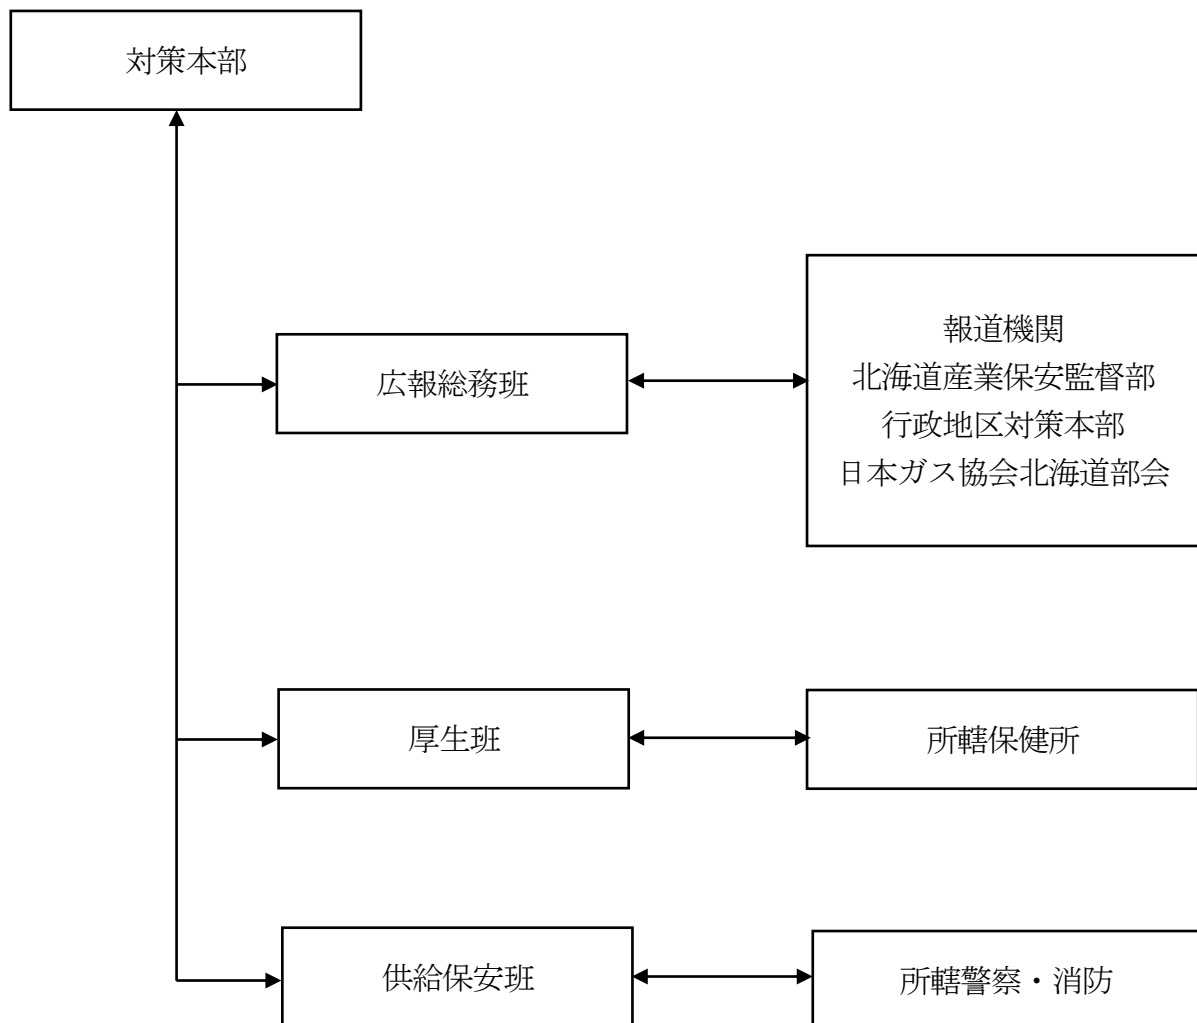 対策本部
広報総務班
報道機関
北海道産業保安監督部
行政地区対策本部
日本ガス協会北海道部会
厚生班
所轄保健所
供給保安班
所轄警察・消防